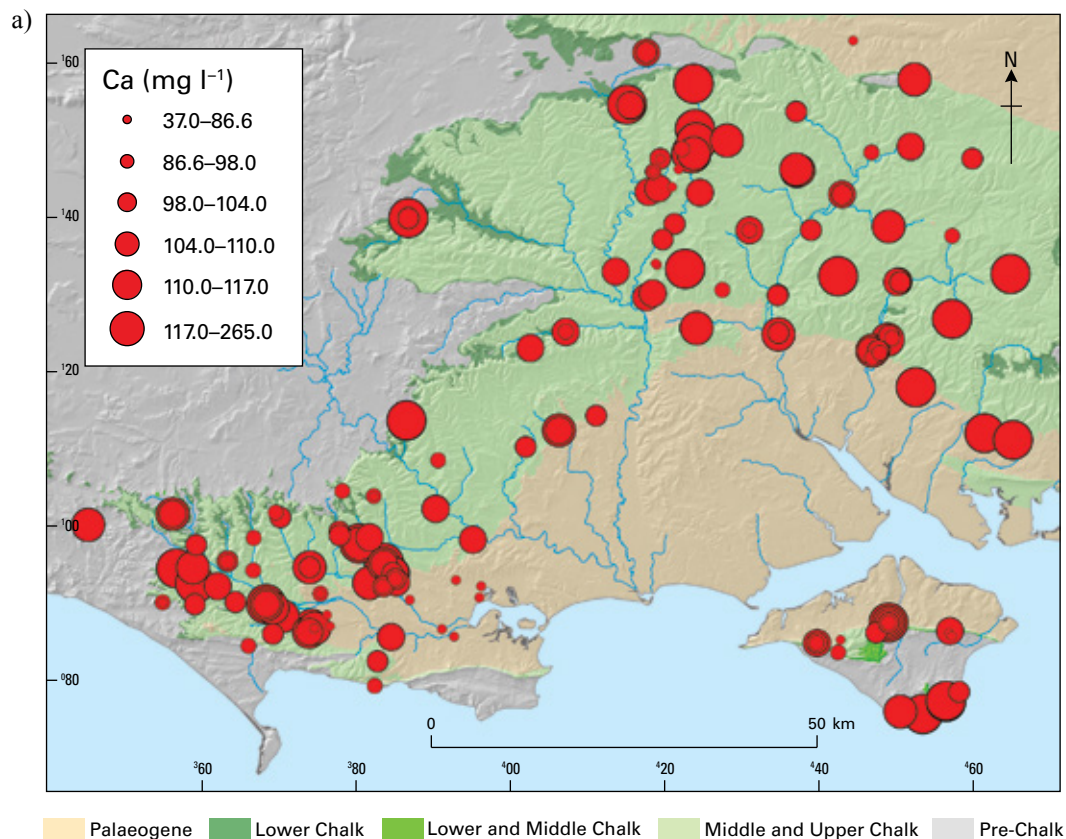 a)
Ca (mg l⁻¹)
37.0–86.6
86.6–98.0
98.0–104.0
104.0–110.0
110.0–117.0
117.0–265.0
N
¹60
¹40
¹20
¹00
⁰80
0 50 km
³60 ³80 ⁴00 ⁴20 ⁴40 ⁴60
Palaeogene Lower Chalk Lower and Middle Chalk Middle and Upper Chalk Pre-Chalk